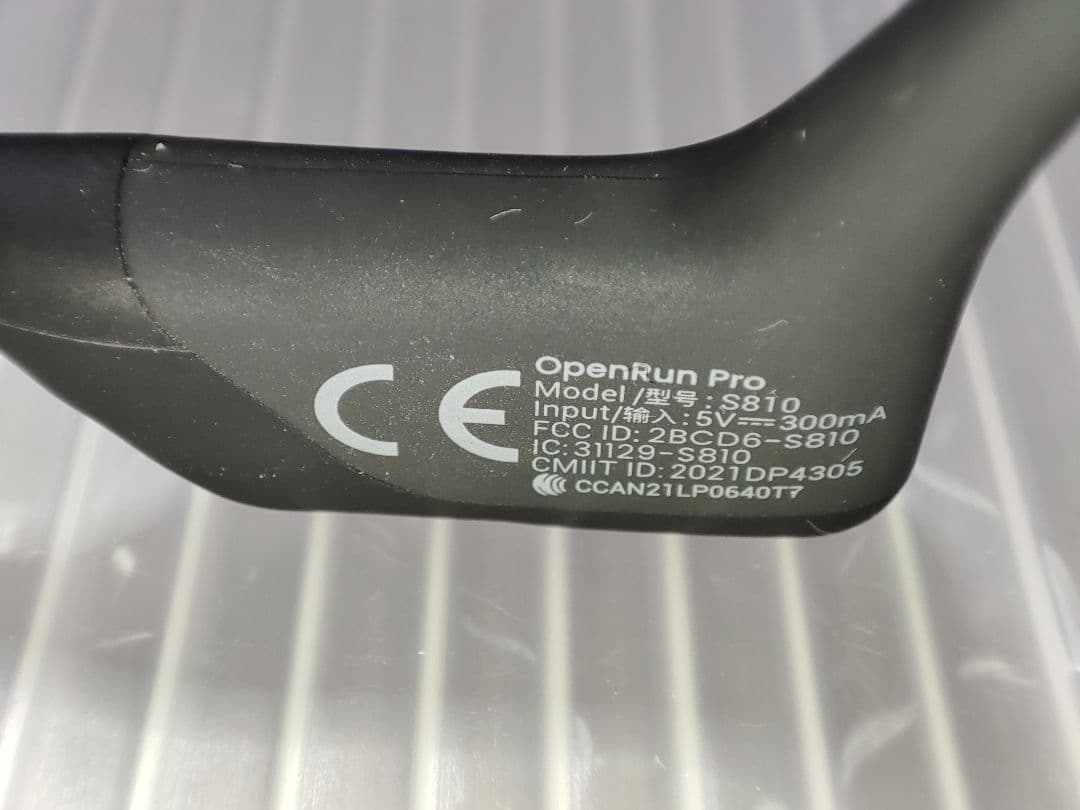 CE
OpenRun Pro
Model/型号: S810
Input/输入: 5V⎓300mA
FCC ID: 2BCD6-S810
IC: 31129-S810
CMIIT ID: 2021DP4305
CCAN21LP0640T7